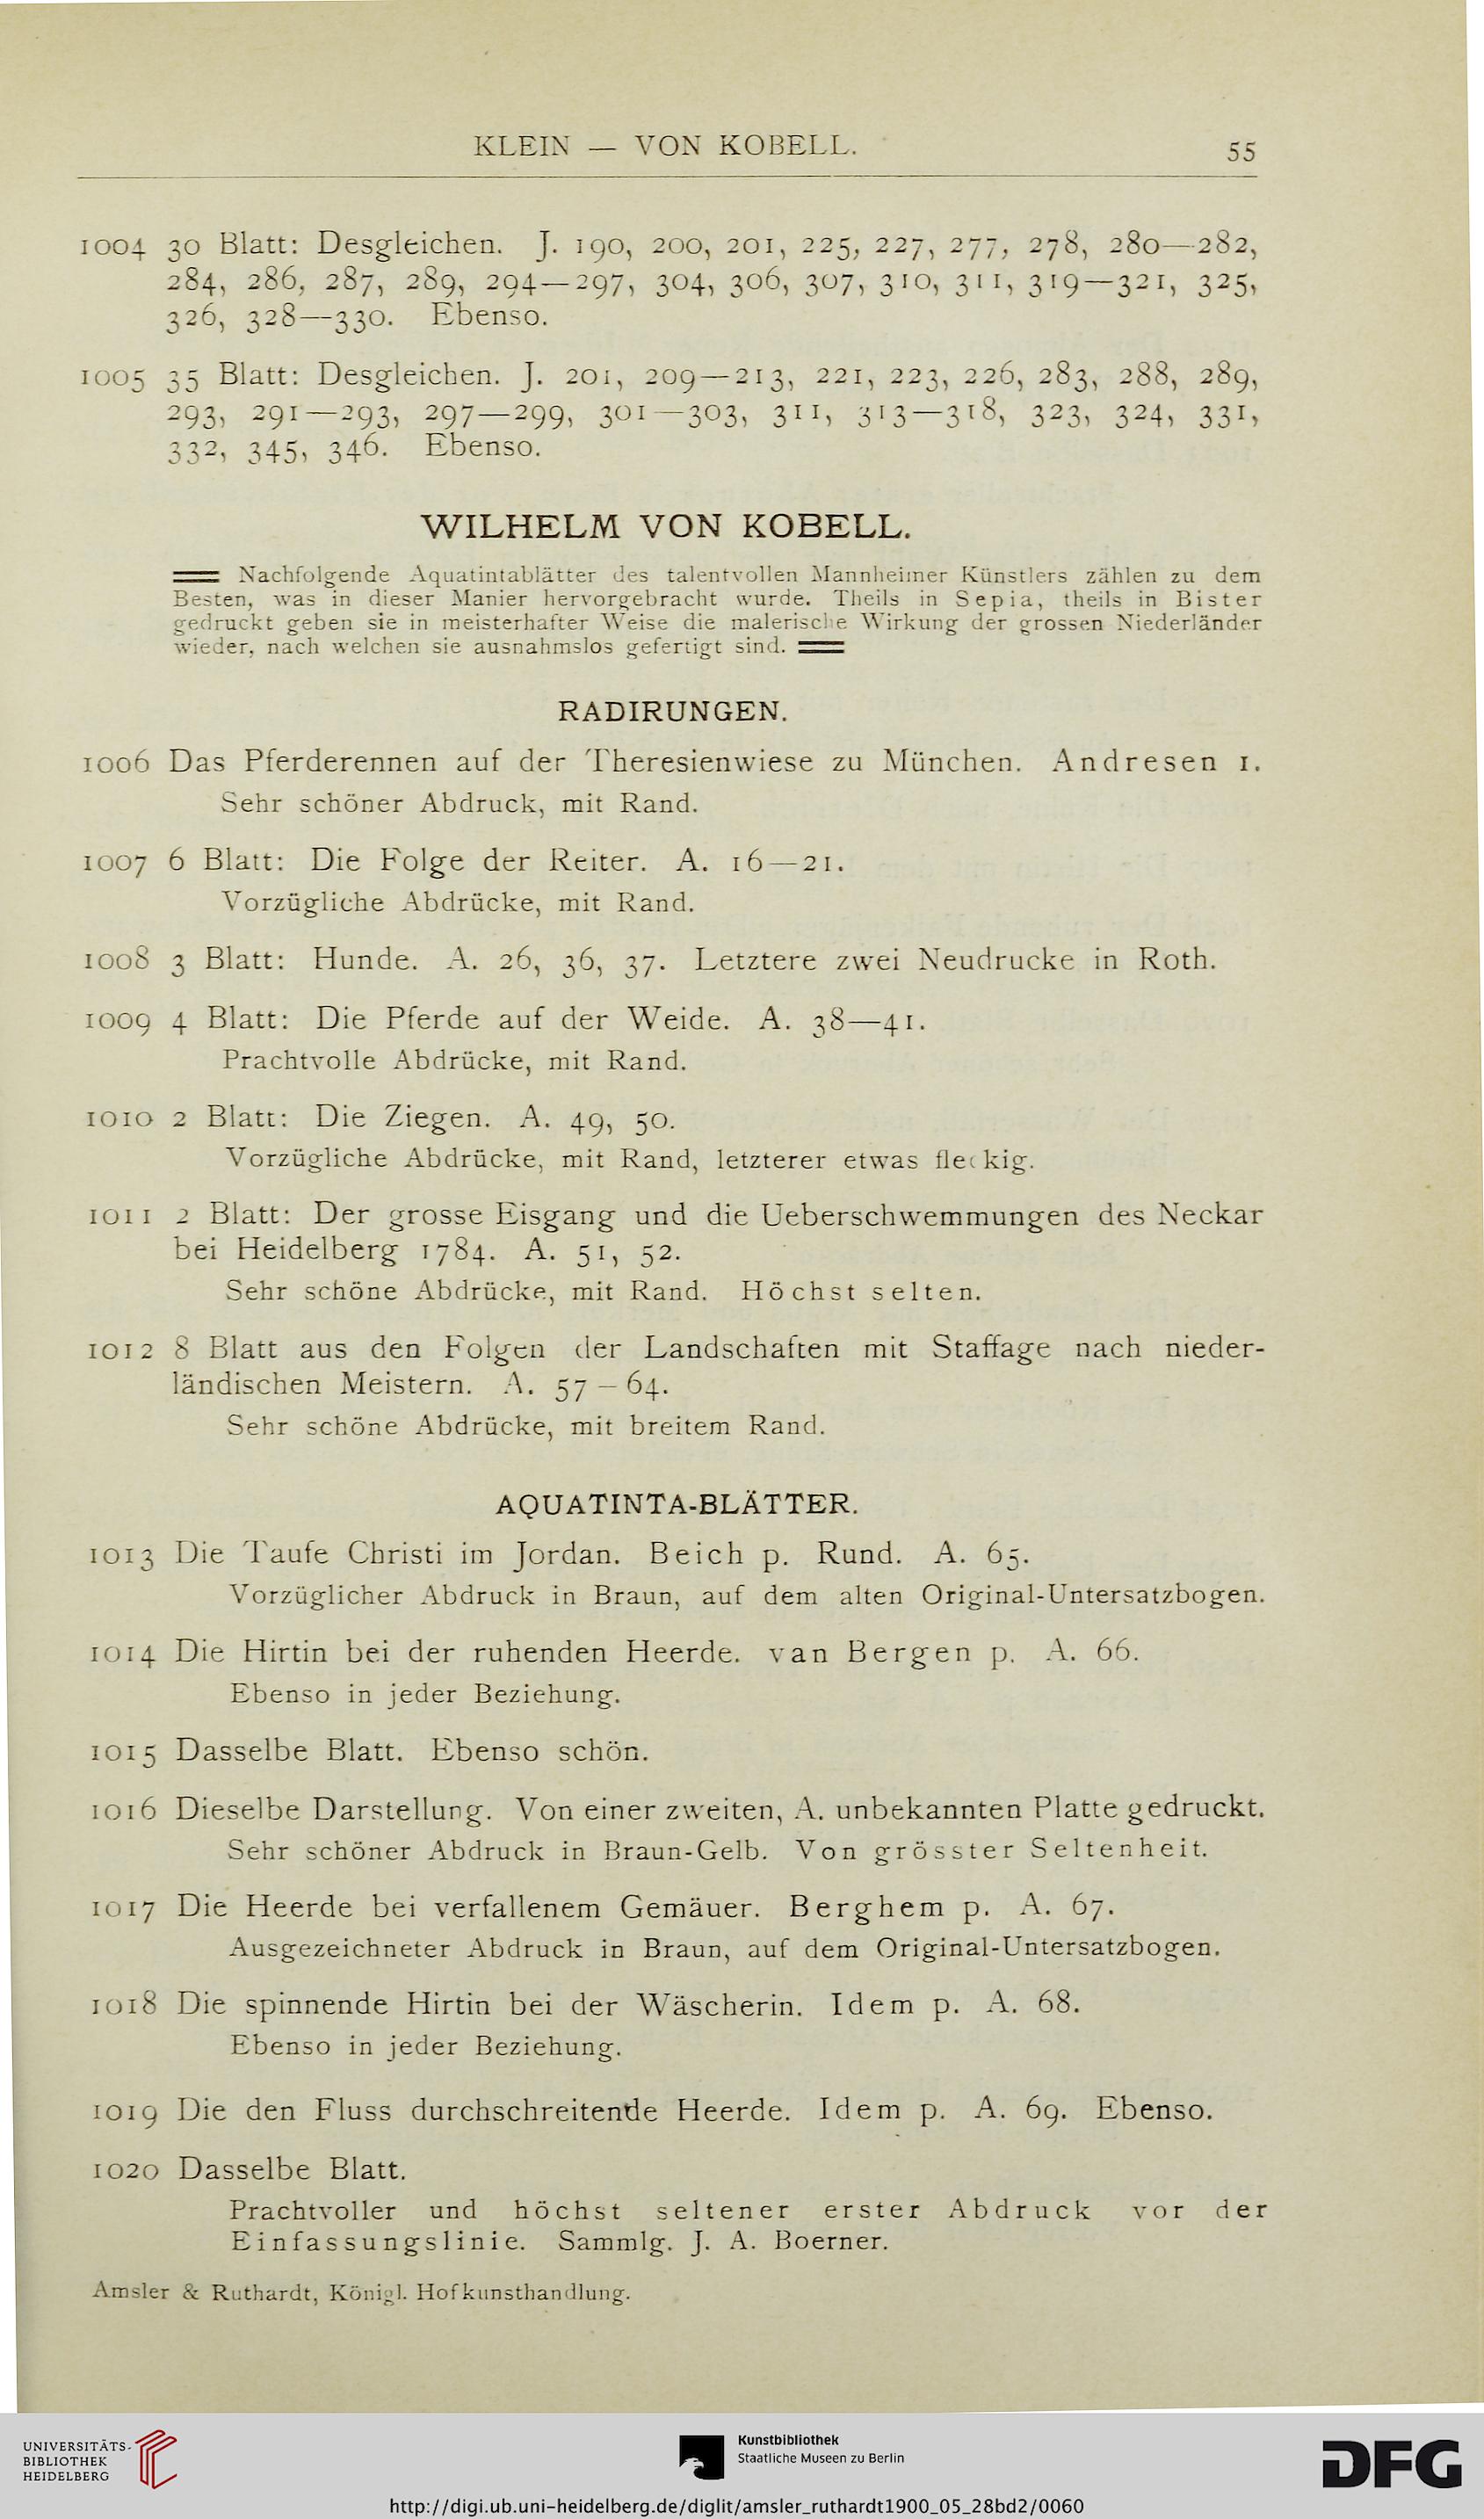 KLEIN — VON KOBELL.
55
1004 30 Blatt: Desgleichen. J. 190, 200, 201, 225, 227, 277, 278, 280—282,
284, 286, 287, 289, 294—297, 304, 306, 307, 310, 311, 319—321, 325,
326, 328—330. Ebenso.
1005 35 Blatt: Desgleichen. J. 201, 209—213, 221, 223, 226, 283, 288, 289,
293, 291—293, 297—299, 301—303, 311, 313—318, 323, 324, 331,
332, 345, 346. Ebenso.
WILHELM VON KOBELL.
Nachfolgende Aquatintablätter des talentvollen Mannheimer Künstlers zählen zu dem
Besten, was in dieser Manier hervorgebracht wurde. Theils in Sepia, theils in Bister
gedruckt geben sie in meisterhafter Weise die malerische Wirkung der grossen Niederländer
wieder, nach welchen sie ausnahmslos gefertigt sind.
RADIRUNGEN.
1006 Das Pferderennen auf der Theresienwiese zu München. Andresen 1.
Sehr schöner Abdruck, mit Rand.
1007 6 Blatt: Die Folge der Reiter. A. 16—21.
Vorzügliche Abdrücke, mit Rand.
1008 3 Blatt: Hunde. A. 26, 36, 37. Letztere zwei Neudrucke in Roth.
1009 4 Blatt: Die Pferde auf der Weide. A. 38—41.
Prachtvolle Abdrücke, mit Rand.
1010 2 Blatt: Die Ziegen. A. 49, 50.
Vorzügliche Abdrücke, mit Rand, letzterer etwas fleckig.
1011 2 Blatt: Der grosse Eisgang und die Ueberschwemmungen des Neckar
bei Heidelberg 1784. A. 51, 52.
Sehr schöne Abdrücke, mit Rand. Höchst selten.
1012 8 Blatt aus den Folgen der Landschaften mit Staffage nach nieder-
ländischen Meistern. A. 57–64.
Sehr schöne Abdrücke, mit breitem Rand.
AQUATINTA-BLÄTTER.
1013 Die Taufe Christi im Jordan. Beich p. Rund. A. 65.
Vorzüglicher Abdruck in Braun, auf dem alten Original-Untersatzbogen.
1014 Die Hirtin bei der ruhenden Heerde. van Bergen p. A. 66.
Ebenso in jeder Beziehung.
1015 Dasselbe Blatt. Ebenso schön.
1016 Dieselbe Darstellung. Von einer zweiten, A. unbekannten Platte gedruckt.
Sehr schöner Abdruck in Braun-Gelb. Von grösster Seltenheit.
1017 Die Heerde bei verfallenem Gemäuer. Berghem p. A. 67.
Ausgezeichneter Abdruck in Braun, auf dem Original-Untersatzbogen.
1018 Die spinnende Hirtin bei der Wäscherin. Idem p. A. 68.
Ebenso in jeder Beziehung.
1019 Die den Fluss durchschreitende Heerde. Idem p. A. 69. Ebenso.
1020 Dasselbe Blatt.
Prachtvoller und höchst seltener erster Abdruck vor der
Einfassungslinie. Sammlg. J. A. Boerner.
Amsler & Ruthardt, Königl. Hofkunsthandlung.
UNIVERSITÄTS-
BIBLIOTHEK
HEIDELBERG
Kunstbibliothek
Staatliche Museen zu Berlin
DFG
http://digi.ub.uni-heidelberg.de/diglit/amsler_ruthardt1900_05_28bd2/0060